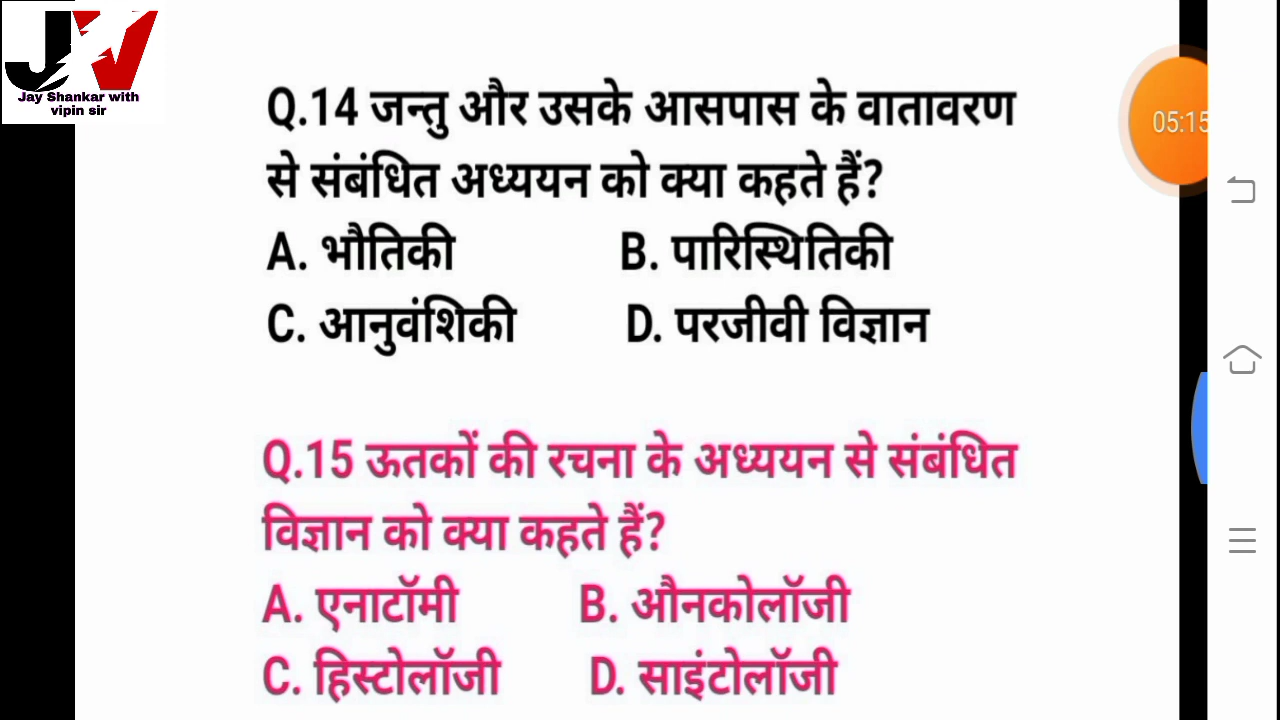 Jay Shankar with
vipin sir
05:15
Q.14 जन्तु और उसके आसपास के वातावरण
से संबंधित अध्ययन को क्या कहते हैं?
A. भौतिकी B. पारिस्थितिकी
C. आनुवंशिकी D. परजीवी विज्ञान
Q.15 ऊतकों की रचना के अध्ययन से संबंधित
विज्ञान को क्या कहते हैं?
A. एनाटॉमी B. औनकोलॉजी
C. हिस्टोलॉजी D. साइंटोलॉजी